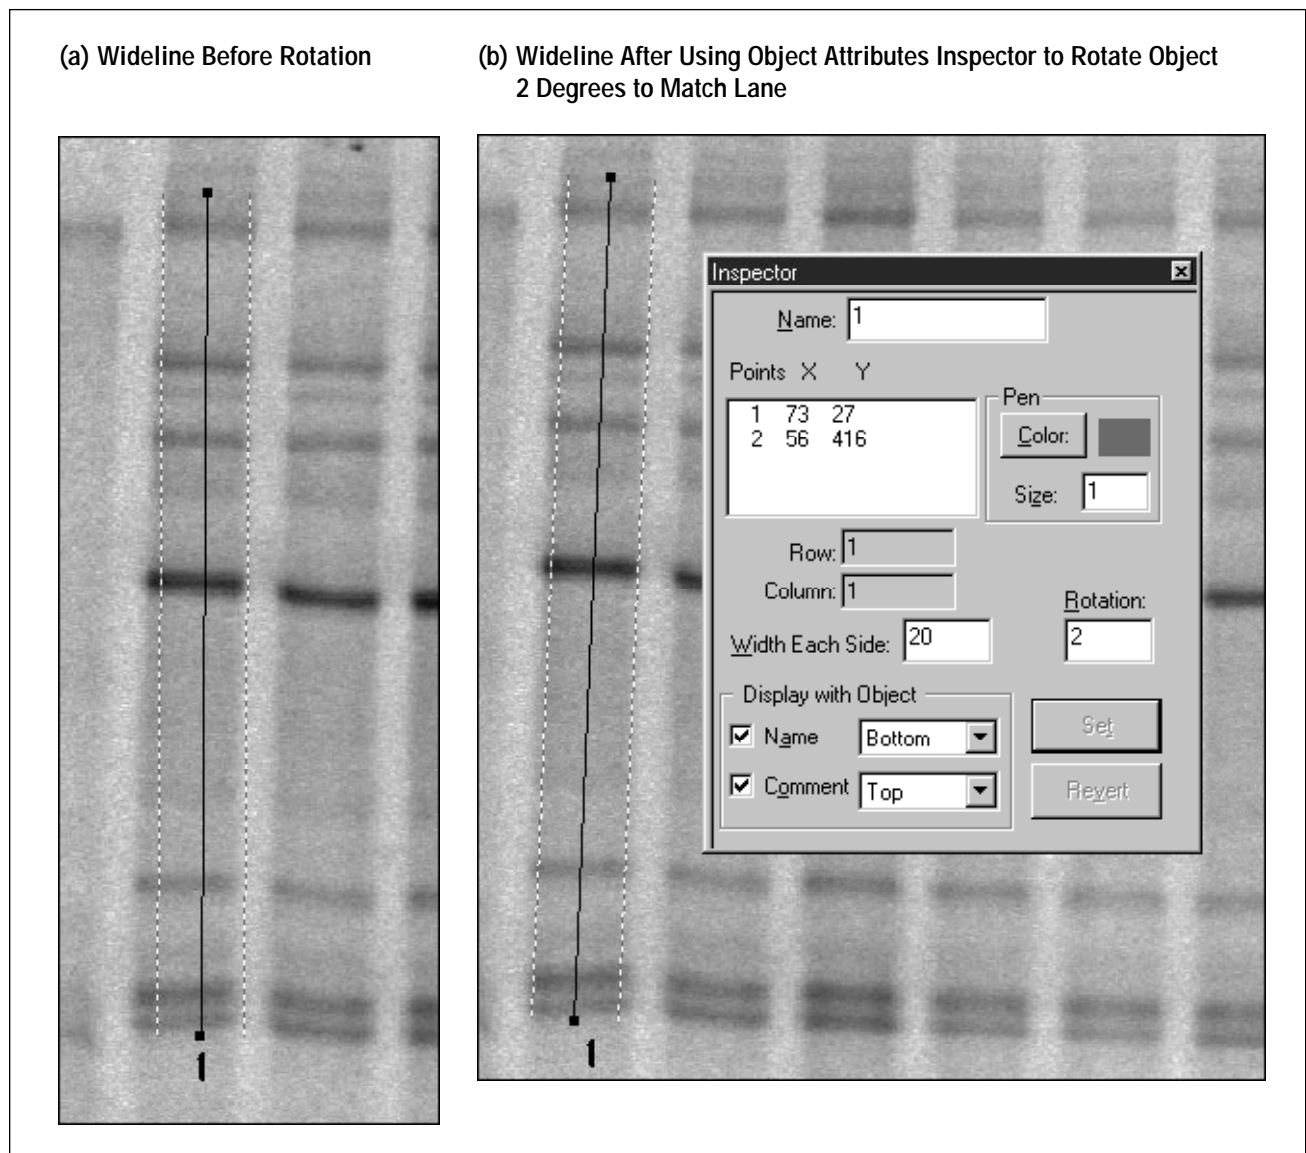 (a) Wideline Before Rotation
(b) Wideline After Using Object Attributes Inspector to Rotate Object
2 Degrees to Match Lane
1
1
Inspector
Name: 1
Points X Y
1 73 27
2 56 416
Pen
Color:
Size: 1
Row: 1
Column: 1
Width Each Side: 20
Rotation:
2
Display with Object
Name Bottom
Comment Top
Set
Revert